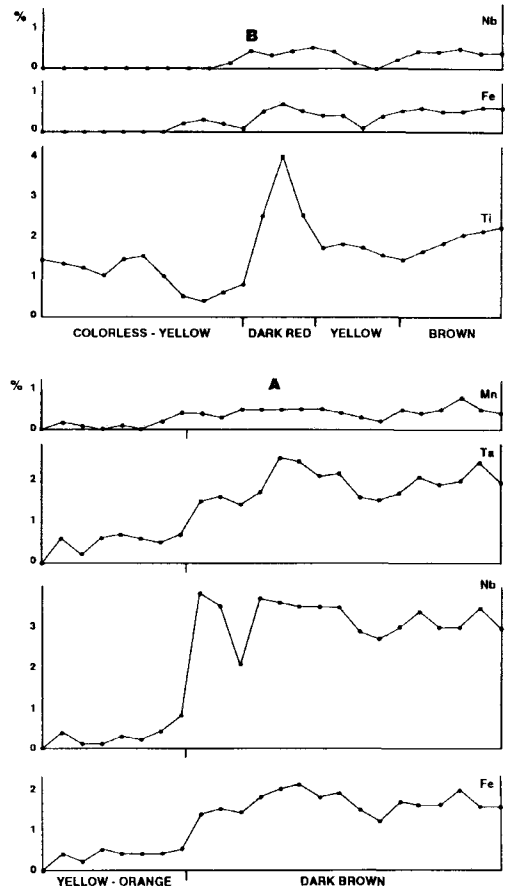 %
B
Nb
1
0
Fe
1
0
Ti
4
3
2
1
0
COLORLESS - YELLOW DARK RED YELLOW BROWN
%
A
Mn
1
0
Ta
2
1
0
Nb
3
2
1
0
Fe
2
1
0
YELLOW - ORANGE DARK BROWN